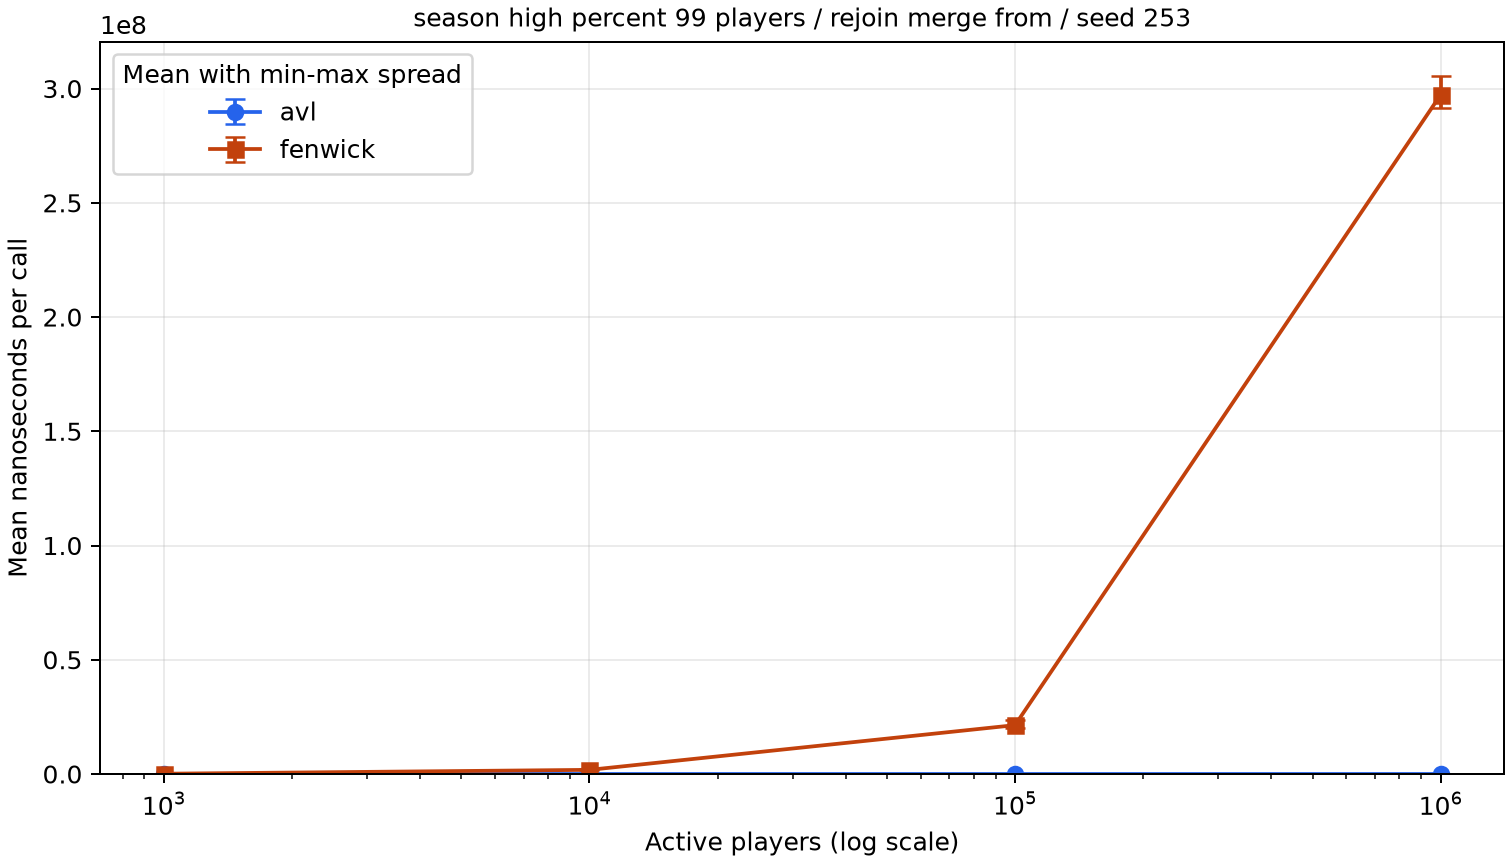 season high percent 99 players / rejoin merge from / seed 253
1e8
Mean with min-max spread
avl
fenwick
3.0
2.5
2.0
1.5
1.0
0.5
0.0
Mean nanoseconds per call
10³
10⁴
10⁵
10⁶
Active players (log scale)